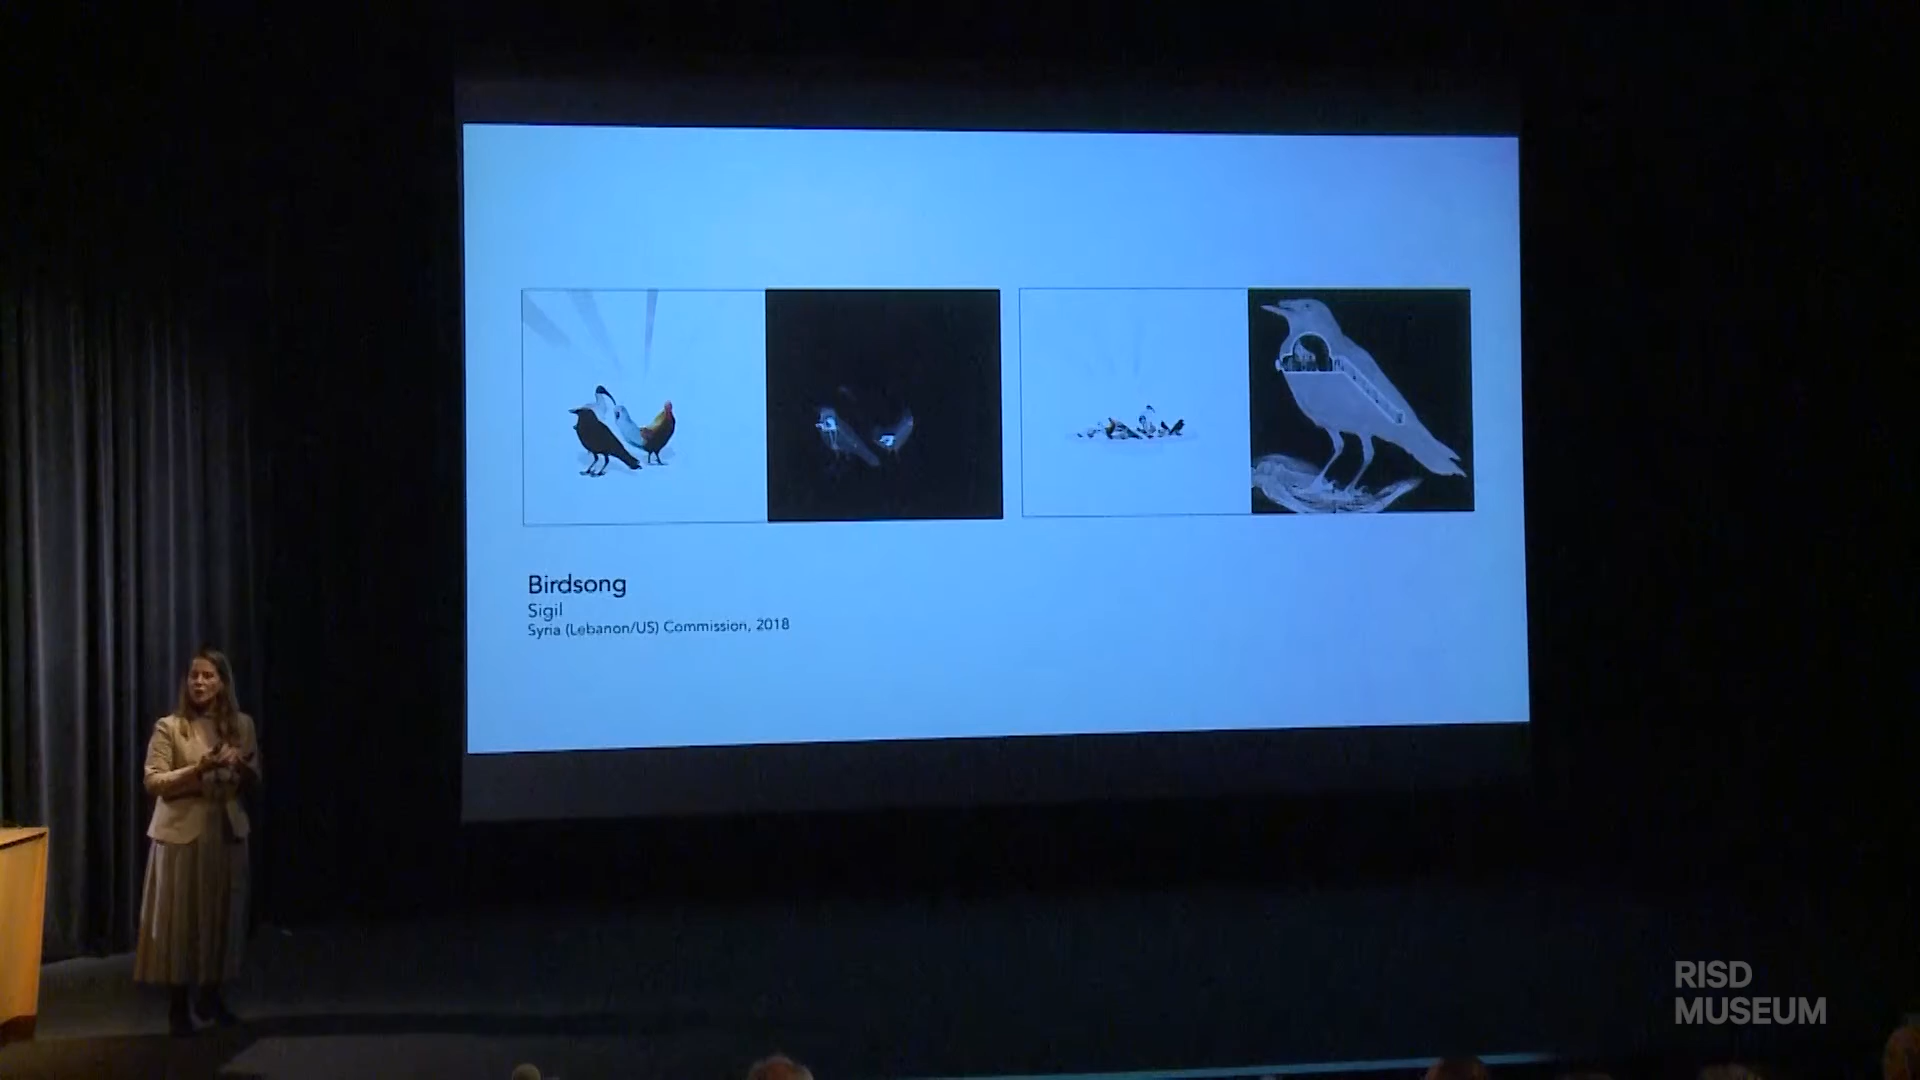 Birdsong
Sigil
Syria (Lebanon/US) Commission, 2018
RISD
MUSEUM